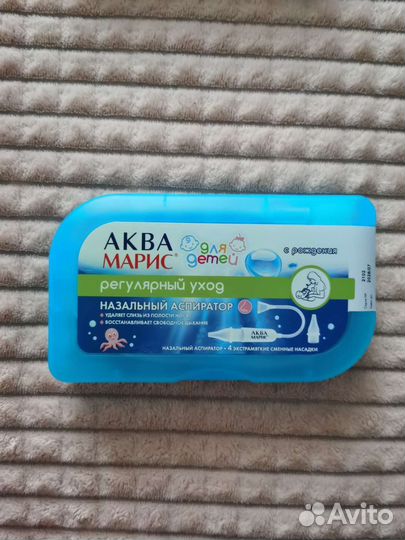 АКВА
МАРИС®
для
детей
с рождения
регулярный уход
НАЗАЛЬНЫЙ АСПИРАТОР
УДАЛЯЕТ СЛИЗЬ ИЗ ПОЛОСТИ НОСА
ВОССТАНАВЛИВАЕТ СВОБОДНОЕ ДЫХАНИЕ
АКВА
МАРИС
НАЗАЛЬНЫЙ АСПИРАТОР + 4 ЭКСТРАМЯГКИЕ СМЕННЫЕ НАСАДКИ
Avito